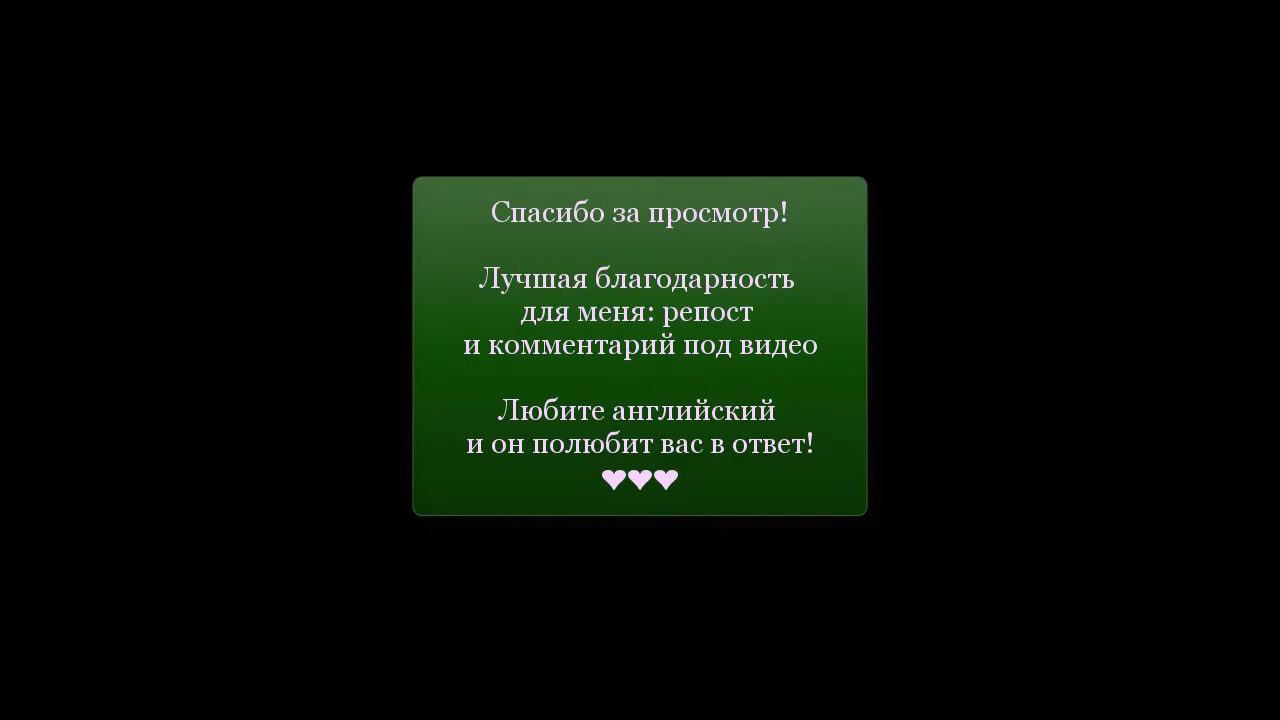 Спасибо за просмотр!
Лучшая благодарность
для меня: репост
и комментарий под видео
Любите английский
и он полюбит вас в ответ!
♥♥♥